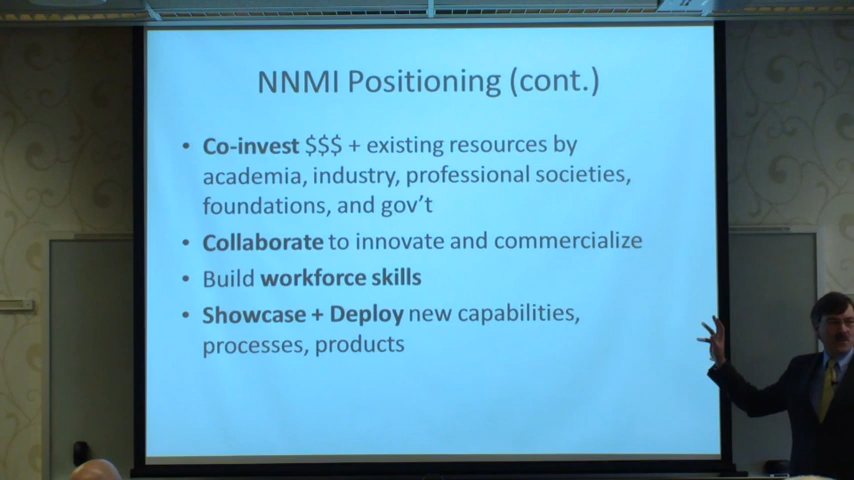 NNMI Positioning (cont.)
• Co-invest $$$ + existing resources by
academia, industry, professional societies,
foundations, and gov't
• Collaborate to innovate and commercialize
• Build workforce skills
• Showcase + Deploy new capabilities,
processes, products